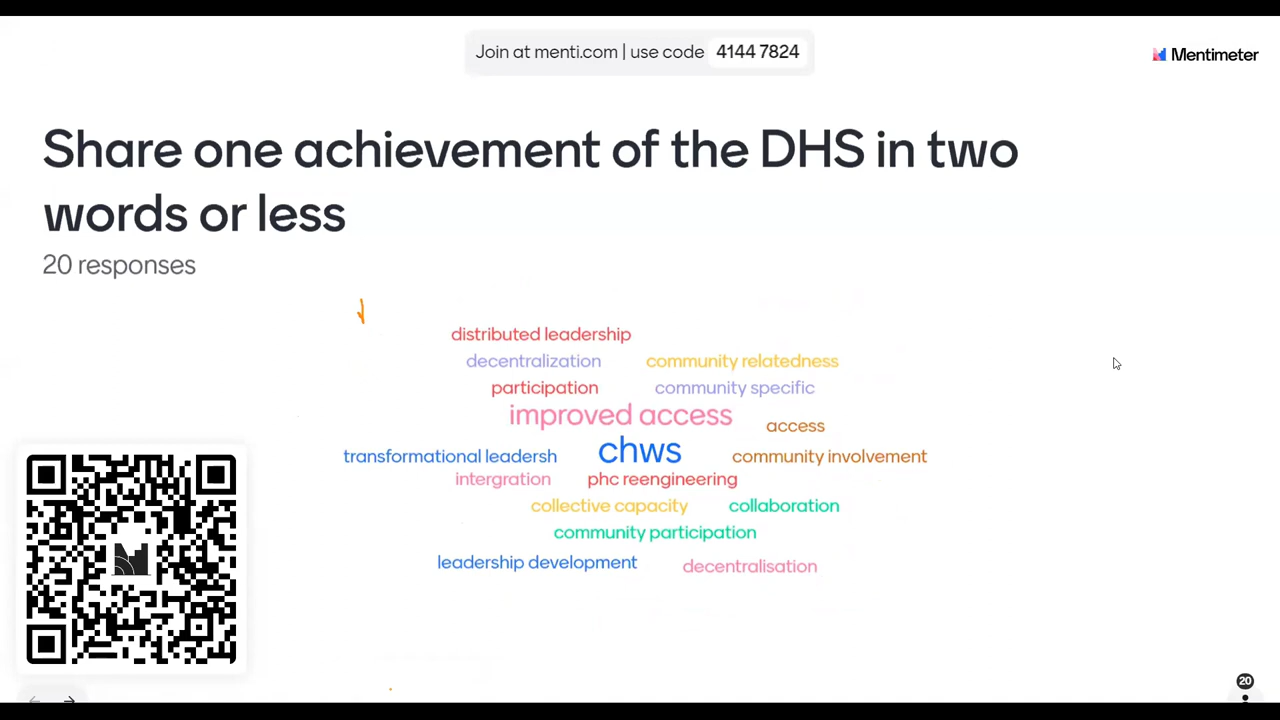 Join at menti.com | use code 4144 7824
Mentimeter
Share one achievement of the DHS in two
words or less
20 responses
distributed leadership
decentralization community relatedness
participation community specific
improved access
access
transformational leadersh chws community involvement
intergration phc reengineering
collective capacity collaboration
community participation
leadership development decentralisation
20